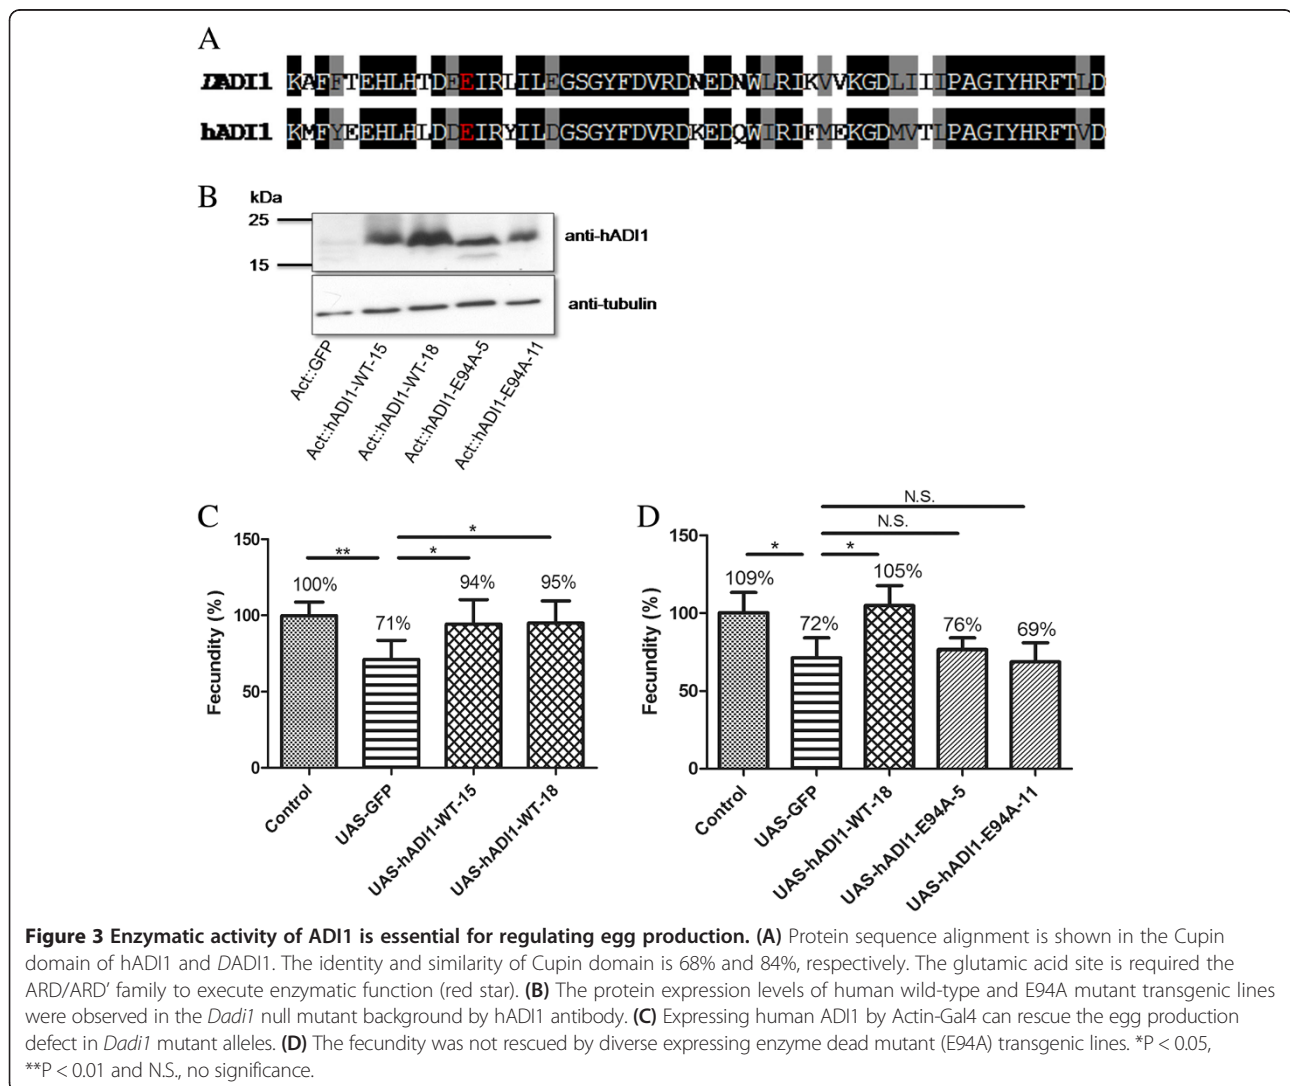 A
DADI1 KAFFTEHLHTDEEIRLILEGSGYFDVRDNEDNWLRIKVVKGDLIIIPAGIYHRFTLD
hADI1 KMFYEEHLHLDDEIRYILDGSGYFDVRDKEDQWIRIFMEKGDMVTLPAGIYHRFTVD
B
kDa
25
15
anti-hADI1
anti-tubulin
Act::GFP
Act::hADI1-WT-15
Act::hADI1-WT-18
Act::hADI1-E94A-5
Act::hADI1-E94A-11
C
Fecundity (%)
150
100
50
0
**
*
*
100%
71%
94%
95%
Control
UAS-GFP
UAS-hADI1-WT-15
UAS-hADI1-WT-18
D
Fecundity (%)
150
100
50
0
N.S.
N.S.
*
*
109%
72%
105%
76%
69%
Control
UAS-GFP
UAS-hADI1-WT-18
UAS-hADI1-E94A-5
UAS-hADI1-E94A-11
Figure 3 Enzymatic activity of ADI1 is essential for regulating egg production. (A) Protein sequence alignment is shown in the Cupin
domain of hADI1 and DADI1. The identity and similarity of Cupin domain is 68% and 84%, respectively. The glutamic acid site is required the
ARD/ARD' family to execute enzymatic function (red star). (B) The protein expression levels of human wild-type and E94A mutant transgenic lines
were observed in the Dadi1 null mutant background by hADI1 antibody. (C) Expressing human ADI1 by Actin-Gal4 can rescue the egg production
defect in Dadi1 mutant alleles. (D) The fecundity was not rescued by diverse expressing enzyme dead mutant (E94A) transgenic lines. *P < 0.05,
**P < 0.01 and N.S., no significance.